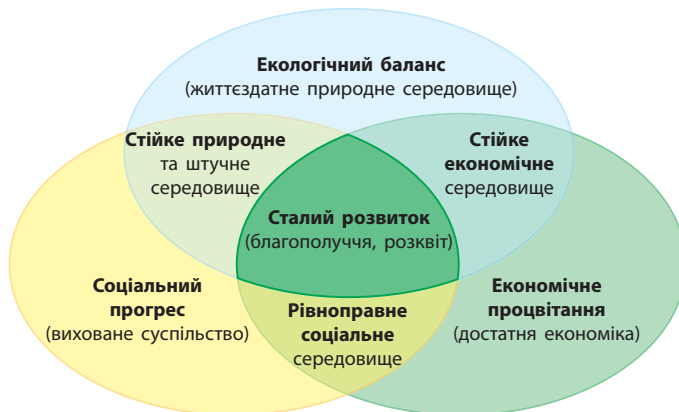 Екологічний баланс
(життєздатне природне середовище)
Стійке природне
та штучне
середовище
Стійке
економічне
середовище
Сталий розвиток
(благополуччя, розквіт)
Соціальний
прогрес
(виховане суспільство)
Рівноправне
соціальне
середовище
Економічне
процвітання
(достатня економіка)